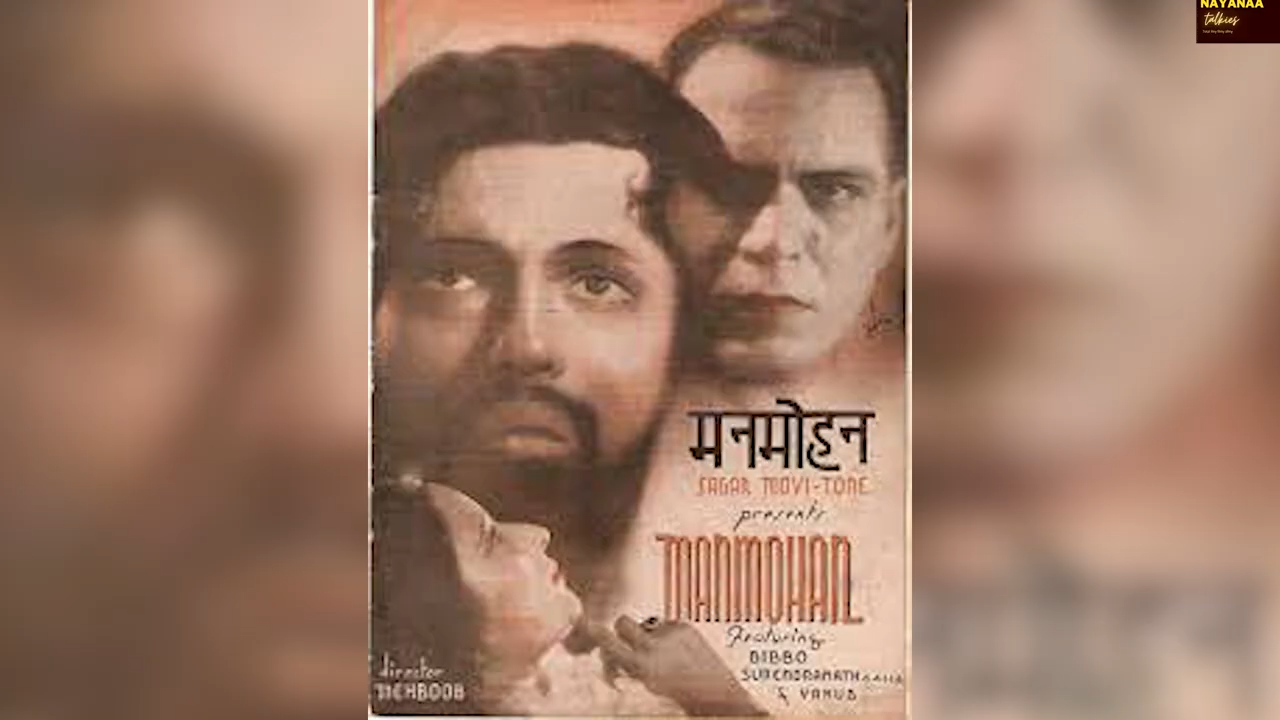 NAYANAA
talkies
मनमोहन
SAGAR MOVI-TONE
presents
MANMOHAN
Featuring
BIBBO
SURENDRANATH
& YAKUB
director
MEHBOOB